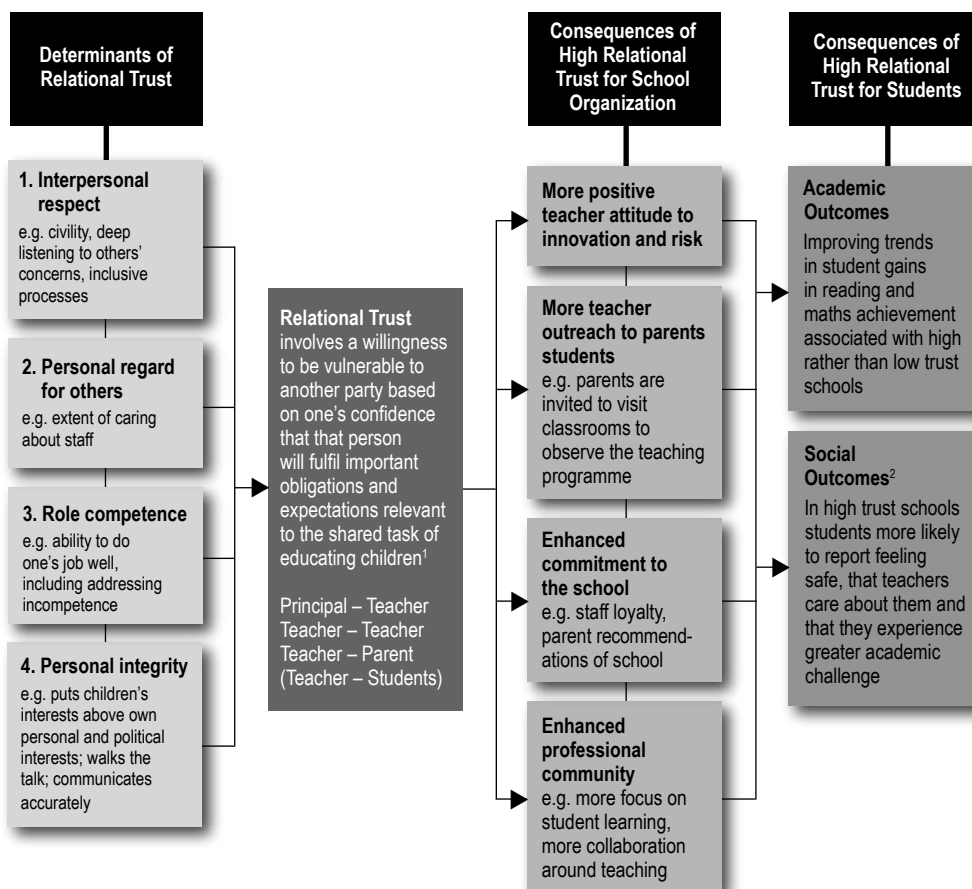 Determinants of
Relational Trust
1. Interpersonal
respect
e.g. civility, deep
listening to others’
concerns, inclusive
processes
2. Personal regard
for others
e.g. extent of caring
about staff
3. Role competence
e.g. ability to do
one’s job well,
including addressing
incompetence
4. Personal integrity
e.g. puts children’s
interests above own
personal and political
interests; walks the
talk; communicates
accurately
Relational Trust
involves a willingness
to be vulnerable to
another party based
on one’s confidence
that that person
will fulfil important
obligations and
expectations relevant
to the shared task of
educating children¹
Principal – Teacher
Teacher – Teacher
Teacher – Parent
(Teacher – Students)
Consequences of
High Relational
Trust for School
Organization
More positive
teacher attitude to
innovation and risk
More teacher
outreach to parents
students
e.g. parents are
invited to visit
classrooms to
observe the teaching
programme
Enhanced
commitment to
the school
e.g. staff loyalty,
parent recommend-
ations of school
Enhanced
professional
community
e.g. more focus on
student learning,
more collaboration
around teaching
Consequences of
High Relational
Trust for Students
Academic
Outcomes
Improving trends
in student gains
in reading and
maths achievement
associated with high
rather than low trust
schools
Social
Outcomes²
In high trust schools
students more likely
to report feeling
safe, that teachers
care about them and
that they experience
greater academic
challenge